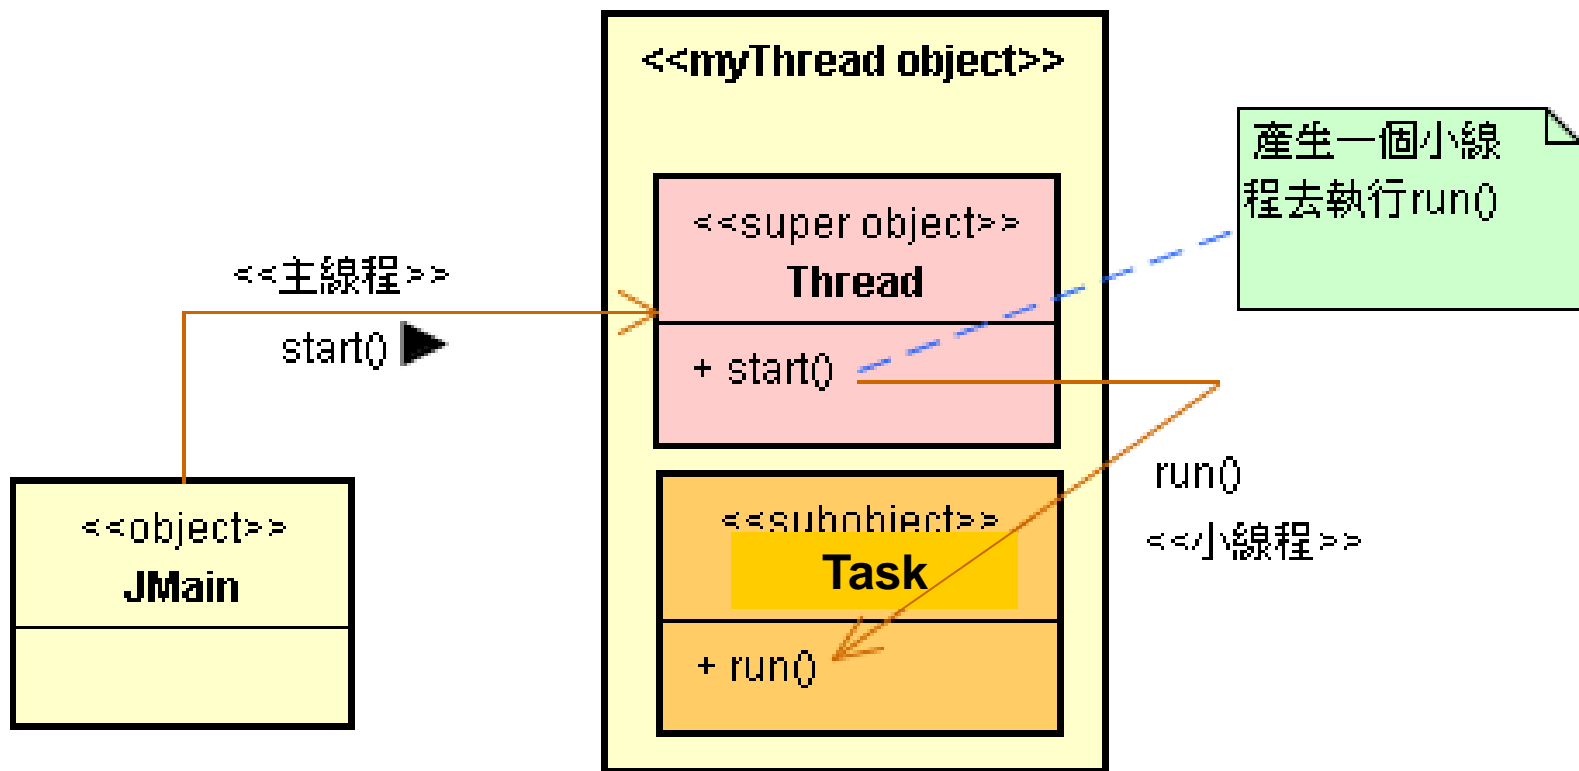 <<myThread object>>
產生一個小線
程去執行run()
<<super object>>
Thread
<<主線程>>
start()
+ start()
run()
<<小線程>>
<<object>>
JMain
<<subobject>>
Task
+ run()